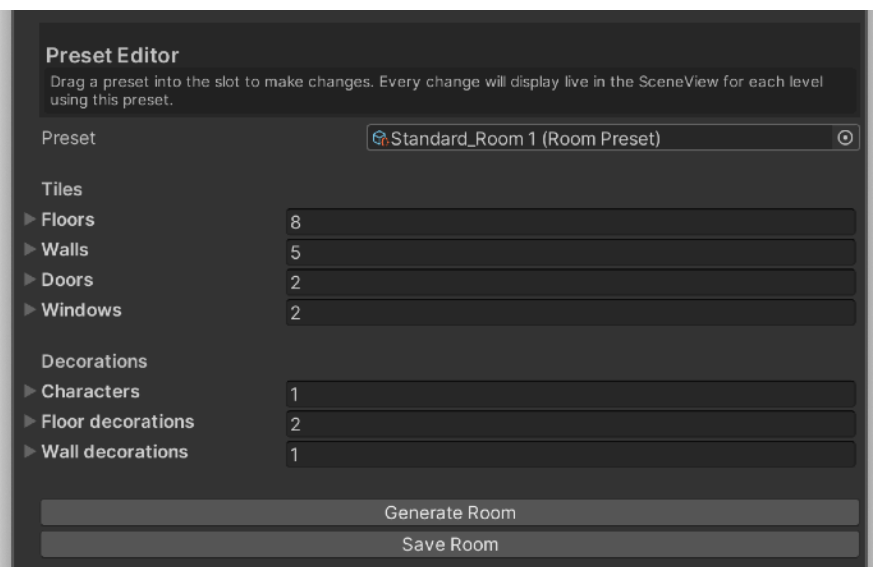 Preset Editor
Drag a preset into the slot to make changes. Every change will display live in the SceneView for each level
using this preset.
Preset Standard_Room 1 (Room Preset)
Tiles
Floors 8
Walls 5
Doors 2
Windows 2
Decorations
Characters 1
Floor decorations 2
Wall decorations 1
Generate Room
Save Room